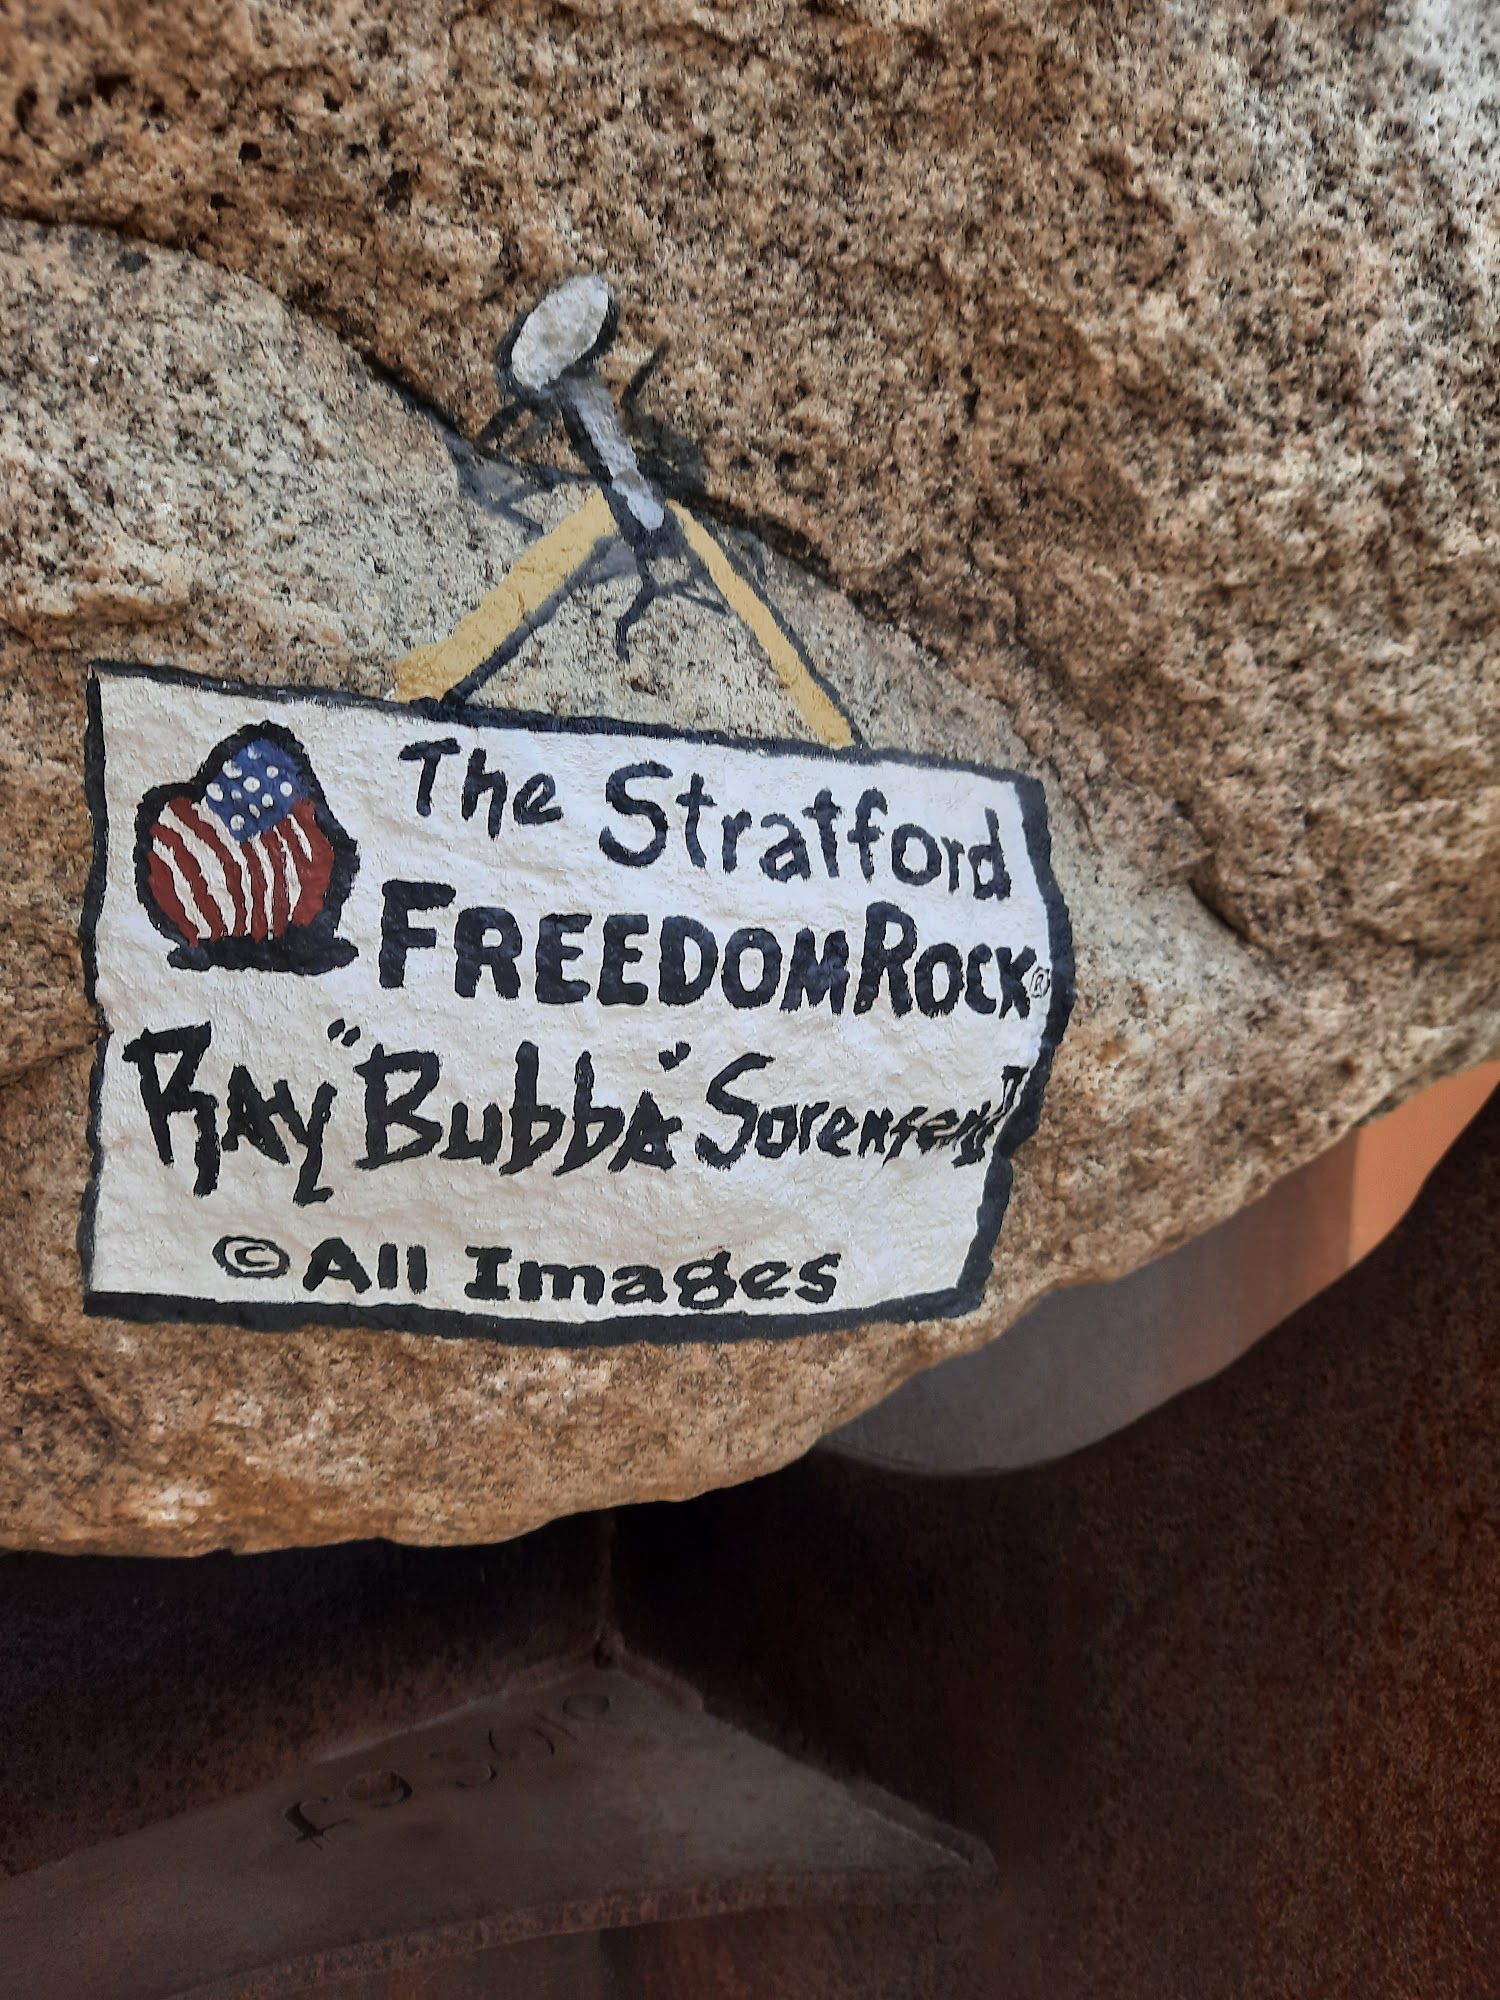 The Stratford
FREEDOMROCK®
RAY "BubbA" Sorensen II
© All Images